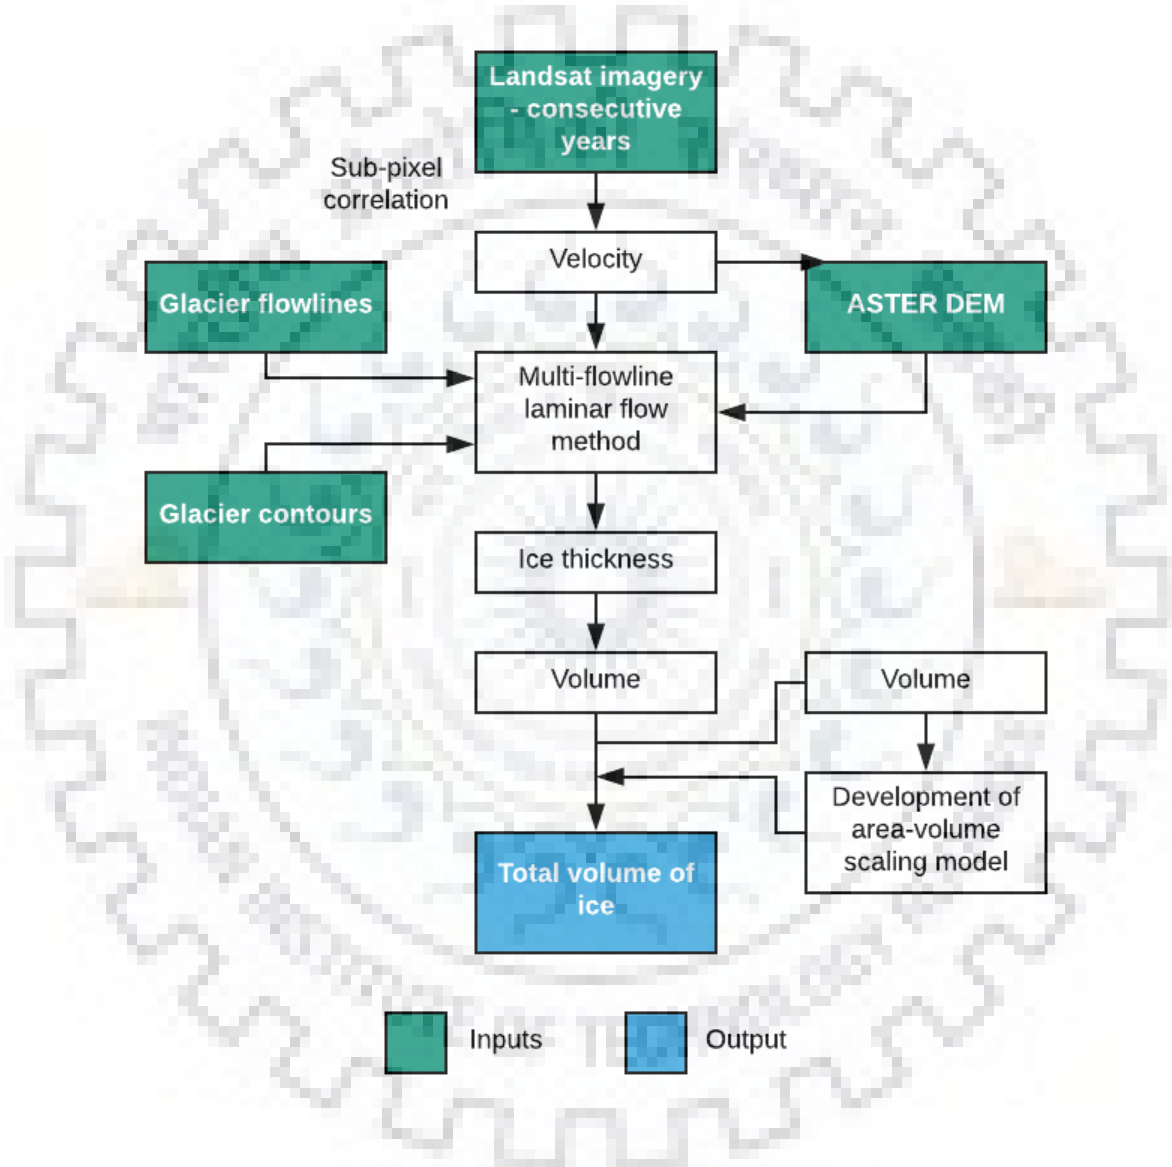 Landsat imagery
- consecutive
years
Sub-pixel
correlation
Velocity
Glacier flowlines
ASTER DEM
Multi-flowline
laminar flow
method
Glacier contours
Ice thickness
Volume
Volume
Development of
area-volume
scaling model
Total volume of
ice
Inputs
Output